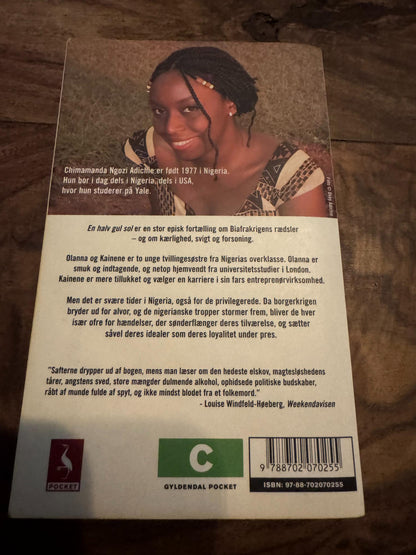 Chimamanda Ngozi Adichie er født 1977 i Nigeria.
Hun bor i dag dels i Nigeria, dels i USA,
hvor hun studerer på Yale.
En halv gul sol er en stor episk fortælling om Biafrakrigens rædsler
– og om kærlighed, svigt og forsoning.
Olanna og Kainene er to unge tvillingesøstre fra Nigerias overklasse. Olanna er
smuk og indtagende, og netop hjemvendt fra universitetsstudier i London.
Kainene er mere tillukket og vælger en karriere i sin fars entreprenørvirksomhed.
Men det er svære tider i Nigeria, også for de privilegerede. Da borgerkrigen
bryder ud for alvor, og de nigerianske tropper stormer frem, bliver de hver
især ofre for hændelser, der sønderflænger deres tilværelse, og sætter
såvel deres idealer som deres loyalitet under pres.
"Safterne drypper ud af bogen, mens man læser om den hedeste elskov, magtesløshedens
tårer, angstens sved, store mængder dulmende alkohol, ophidsede politiske budskaber,
råbt af munde fulde af spyt, og ikke mindst blodet fra et folkemord."
- Louise Windfeld-Høeberg, Weekendavisen
POCKET
C
GYLDENDAL POCKET
9 788702 070255
ISBN: 97-88-702070255